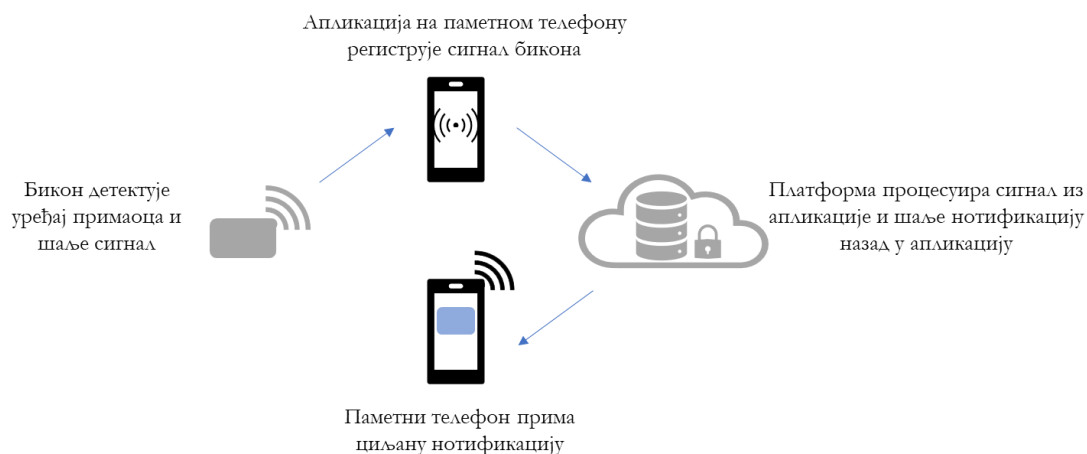 Апликација на паметном телефону
региструје сигнал бикона
Бикон детектује
уређај примаоца и
шаље сигнал
Платформа процесуира сигнал из
апликације и шаље нотификацију
назад у апликацију
Паметни телефон прима
циљану нотификацију